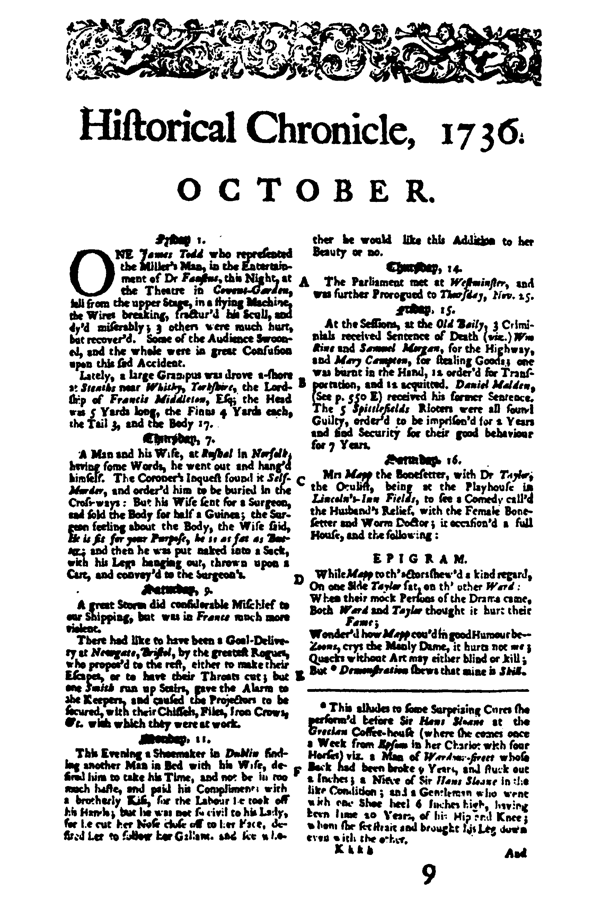 Hiſtorical Chronicle, 1736.
OCTOBER.
Friday 1.
ONE James Todd who repreſented
the Miller's Man, in the Entertain-
ment of Dr Fauſtus, this Night, at
the Theatre in Covent-Garden,
fell from the upper Stage, in a flying Machine,
the Wires breaking, fractur'd his Scull, and
dy'd miſerably; 3 others were much hurt,
but recover'd. Some of the Audience Swoon-
ed, and the whole were in great Confuſion
upon this ſad Accident.
Lately, a large Grampus was drove a-ſhore
at Steaths near Whitby, Yorkſhire, the Lord-
ſhip of Francis Middleton, Eſq; the Head
was 5 Yards long, the Finns 4 Yards each,
the Tail 3, and the Body 17.
Thurſday, 7.
A Man and his Wife, at Ruſhal in Norfolk,
having ſome Words, he went out and hang'd
himſelf. The Coroner's Inqueſt found it Self-
Murder, and order'd him to be buried in the
Croſs-ways: But his Wife ſent for a Surgeon,
and ſold the Body for half a Guinea; the Sur-
geon feeling about the Body, the Wife ſaid,
He is fit for your Purpoſe, he is as fat as But-
ter; and then he was put naked into a Sack,
with his Legs hanging out, thrown upon a
Cart, and convey'd to the Surgeon's.
Saturday, 9.
A great Storm did conſiderable Miſchief to
our Shipping, but was in France much more
violent.
There had like to have been a Goal-Delive-
ry at Newgate, Briſtol, by the greateſt Rogues,
who propos'd to the reſt, either to make their
Eſcapes, or to have their Throats cut; but
one Smith run up Stairs, gave the Alarm to
the Keepers, and cauſed the Projectors to be
ſecured, with their Chiſſels, Files, Iron Crows,
&c. with which they were at work.
Monday, 11.
This Evening a Shoemaker in Dublin find-
ing another Man in Bed with his Wife, de-
ſired him to take his Time, and not be in too
much haſte, and paid his Compliment with
a brotherly Kiſs, for the Labour he took off
his Hands; but he was not ſo civil to his Lady,
for he cut her Noſe cloſe off to her Face, de-
ſired her to follow her Gallant, and ſee whe-
ther he would like this Addition to her
Beauty or no.
Thurſday, 14.
A The Parliament met at Weſtminſter, and
was further Prorogued to Thurſday, Nov. 25.
Friday. 15.
At the Seſſions, at the Old Baily, 3 Crimi-
nials received Sentence of Death (viz.) Wm
Rine and Samuel Morgan, for the Highway,
and Mary Campton, for ſtealing Goods; one
was burnt in the Hand, 12 order'd for Tranſ-
B portation, and 12 acquitted. Daniel Malden,
(See p. 550 E) received his former Sentence.
The 5 Spittlefields Rioters were all found
Guilty, order'd to be impriſon'd for 2 Years
and find Security for their good behaviour
for 7 Years.
Saturday, 16.
Mrs Mapp the Bonesetter, with Dr Taylor,
C the Oculiſt, being at the Playhouſe in
Lincoln's-Inn Fields, to ſee a Comedy call'd
the Husband's Relief, with the Female Bone-
ſetter and Worm Doctor; it occaſion'd a full
Houſe, and the following:
EPIGRAM.
D While Mapp to th' actors ſhew'd a kind regard,
On one ſide Taylor ſat, on th' other Ward:
When their mock Perſons of the Drama came,
Both Ward and Taylor thought it hurt their
Fame;
Wonder'd how Mapp cou'd in good Humour be—
Zoons, crys the Manly Dame, it hurts not me;
Quacks without Art may either blind or kill;
E But * Demonſtration ſhews that mine is Skill.
* This alludes to ſome Surprizing Cures ſhe
perform'd before Sir Hans Sloane at the
Grecian Coffee-houſe (where ſhe comes once
a Week from Epſom in her Chariot with four
Horſes) viz. a Man of Wardour-ſtreet whoſe
F Back had been broke 9 Years, and ſtuck out
2 Inches; a Niece of Sir Hans Sloane in the
like Condition; and a Gentleman who went
with one Shoe heel 6 Inches high, having
been lame 20 Years, of his Hip and Knee;
whom ſhe ſet ſtrait and brought his Leg down
even with the other.
Kkkk And
9